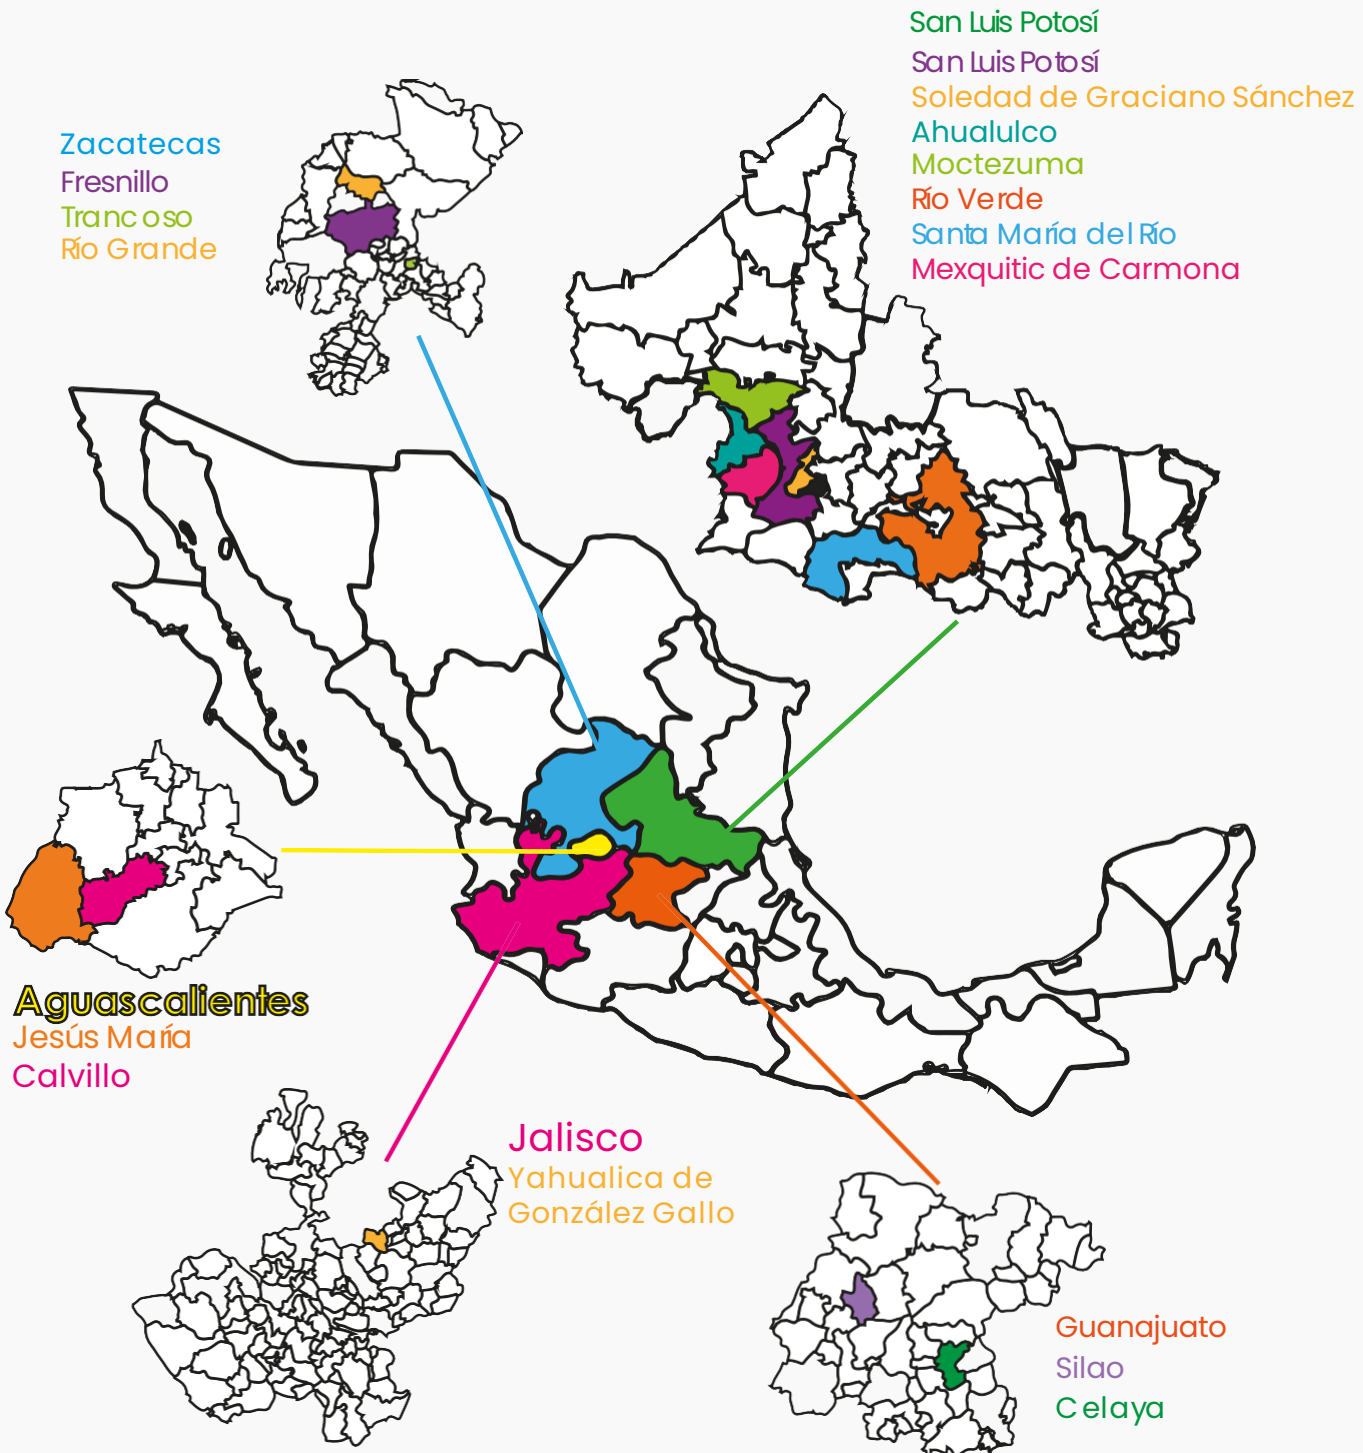 San Luis Potosí
San Luis Potosí
Soledad de Graciano Sánchez
Ahualulco
Moctezuma
Río Verde
Santa María del Río
Mexquitic de Carmona
Zacatecas
Fresnillo
Trancoso
Río Grande
Aguascalientes
Jesús María
Calvillo
Jalisco
Yahualica de
González Gallo
Guanajuato
Silao
Celaya